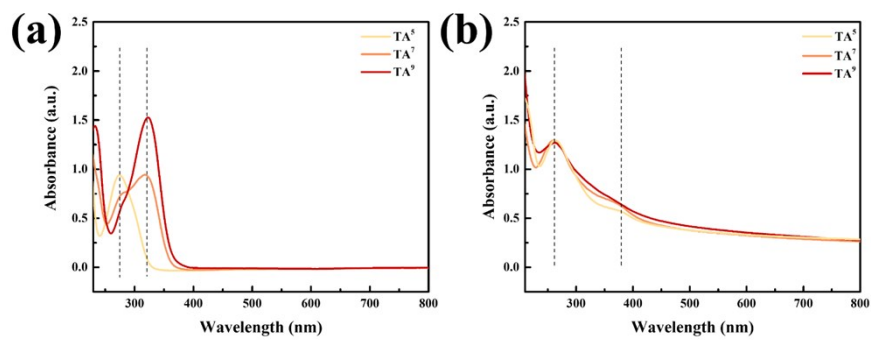 (a)
2.5
2.0
1.5
1.0
0.5
0.0
Absorbance (a.u.)
TA⁵
TA⁷
TA⁹
300 400 500 600 700 800
Wavelength (nm)
(b)
2.5
2.0
1.5
1.0
0.5
0.0
Absorbance (a.u.)
TA⁵
TA⁷
TA⁹
300 400 500 600 700 800
Wavelength (nm)